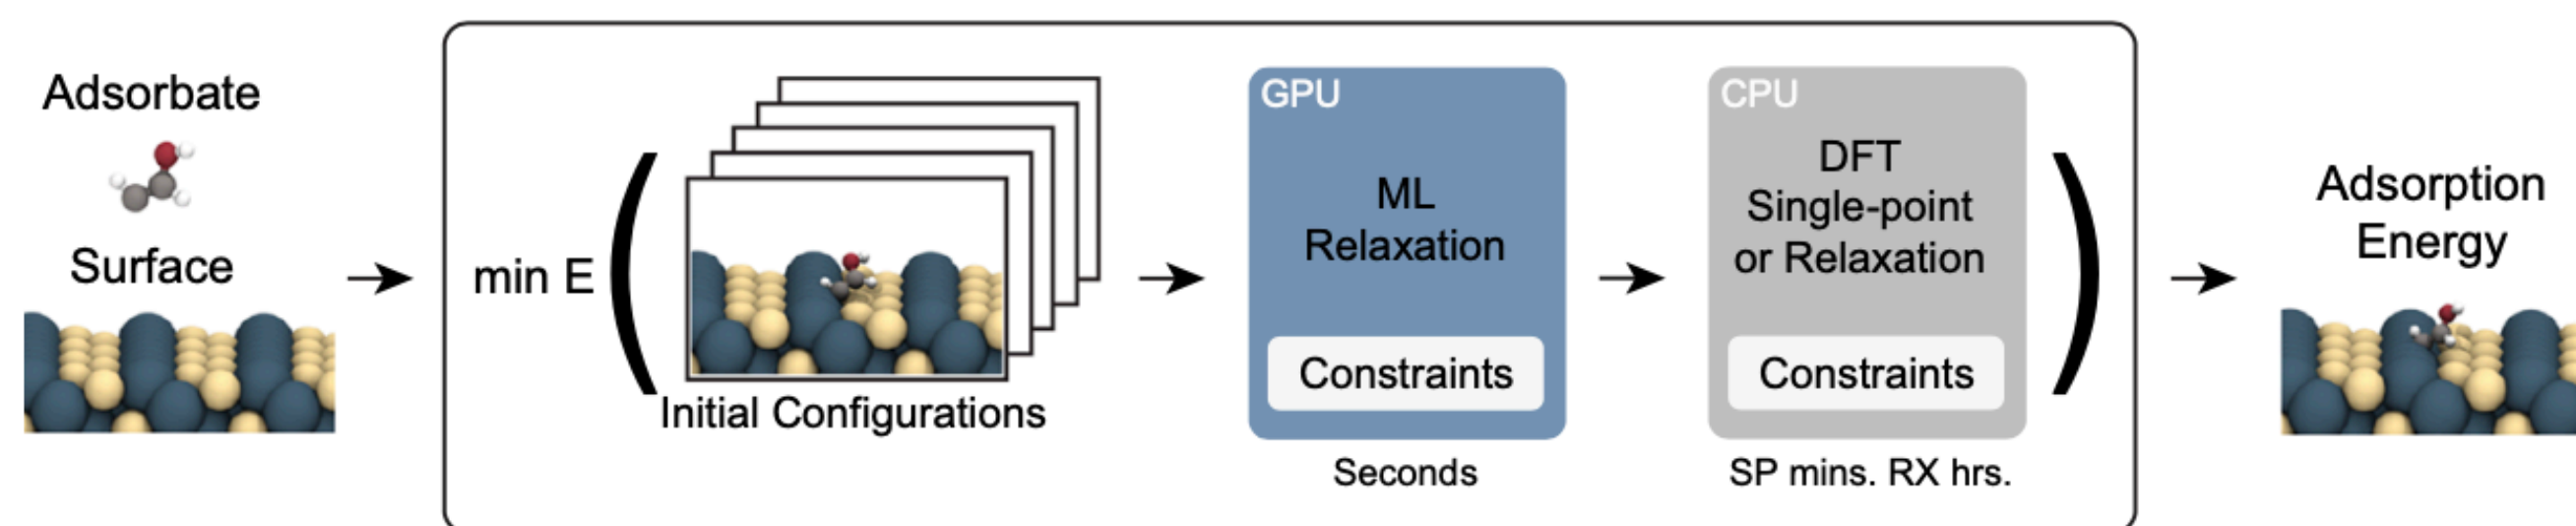 Adsorbate
Surface
min E
Initial Configurations
GPU
ML
Relaxation
Constraints
Seconds
CPU
DFT
Single-point
or Relaxation
Constraints
SP mins. RX hrs.
Adsorption
Energy